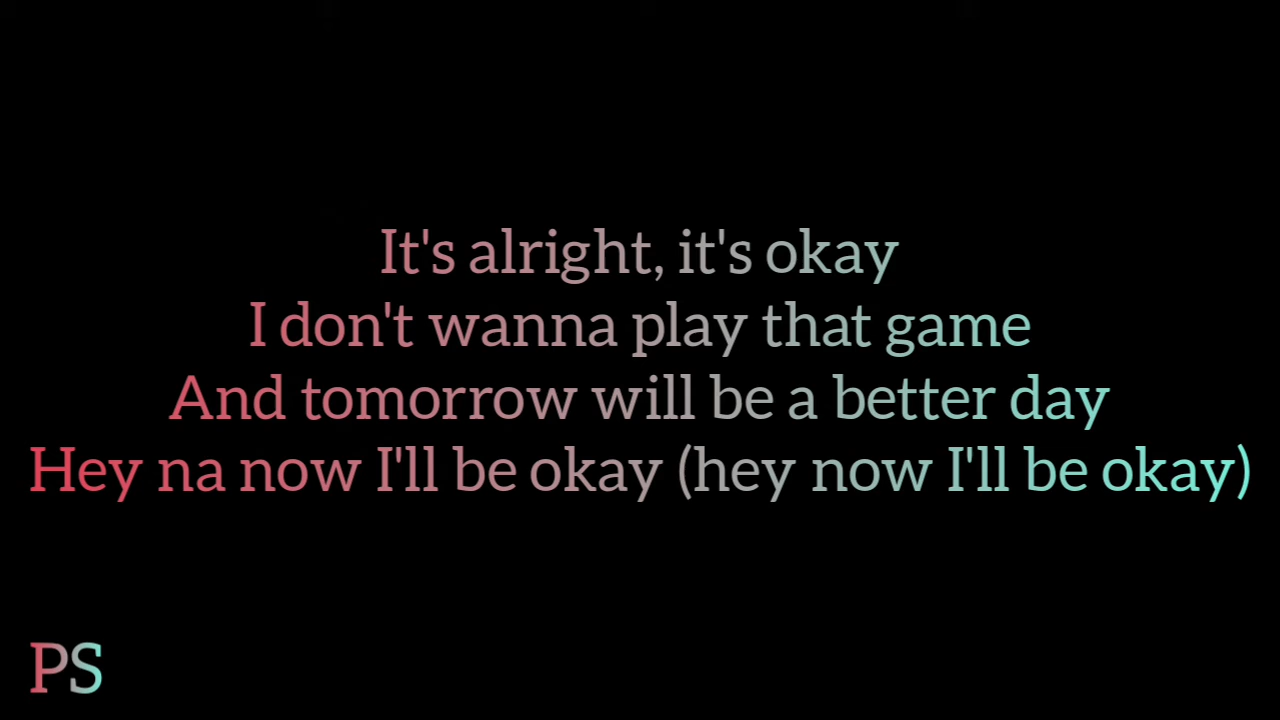 It's alright, it's okay
I don't wanna play that game
And tomorrow will be a better day
Hey na now I'll be okay (hey now I'll be okay)
PS